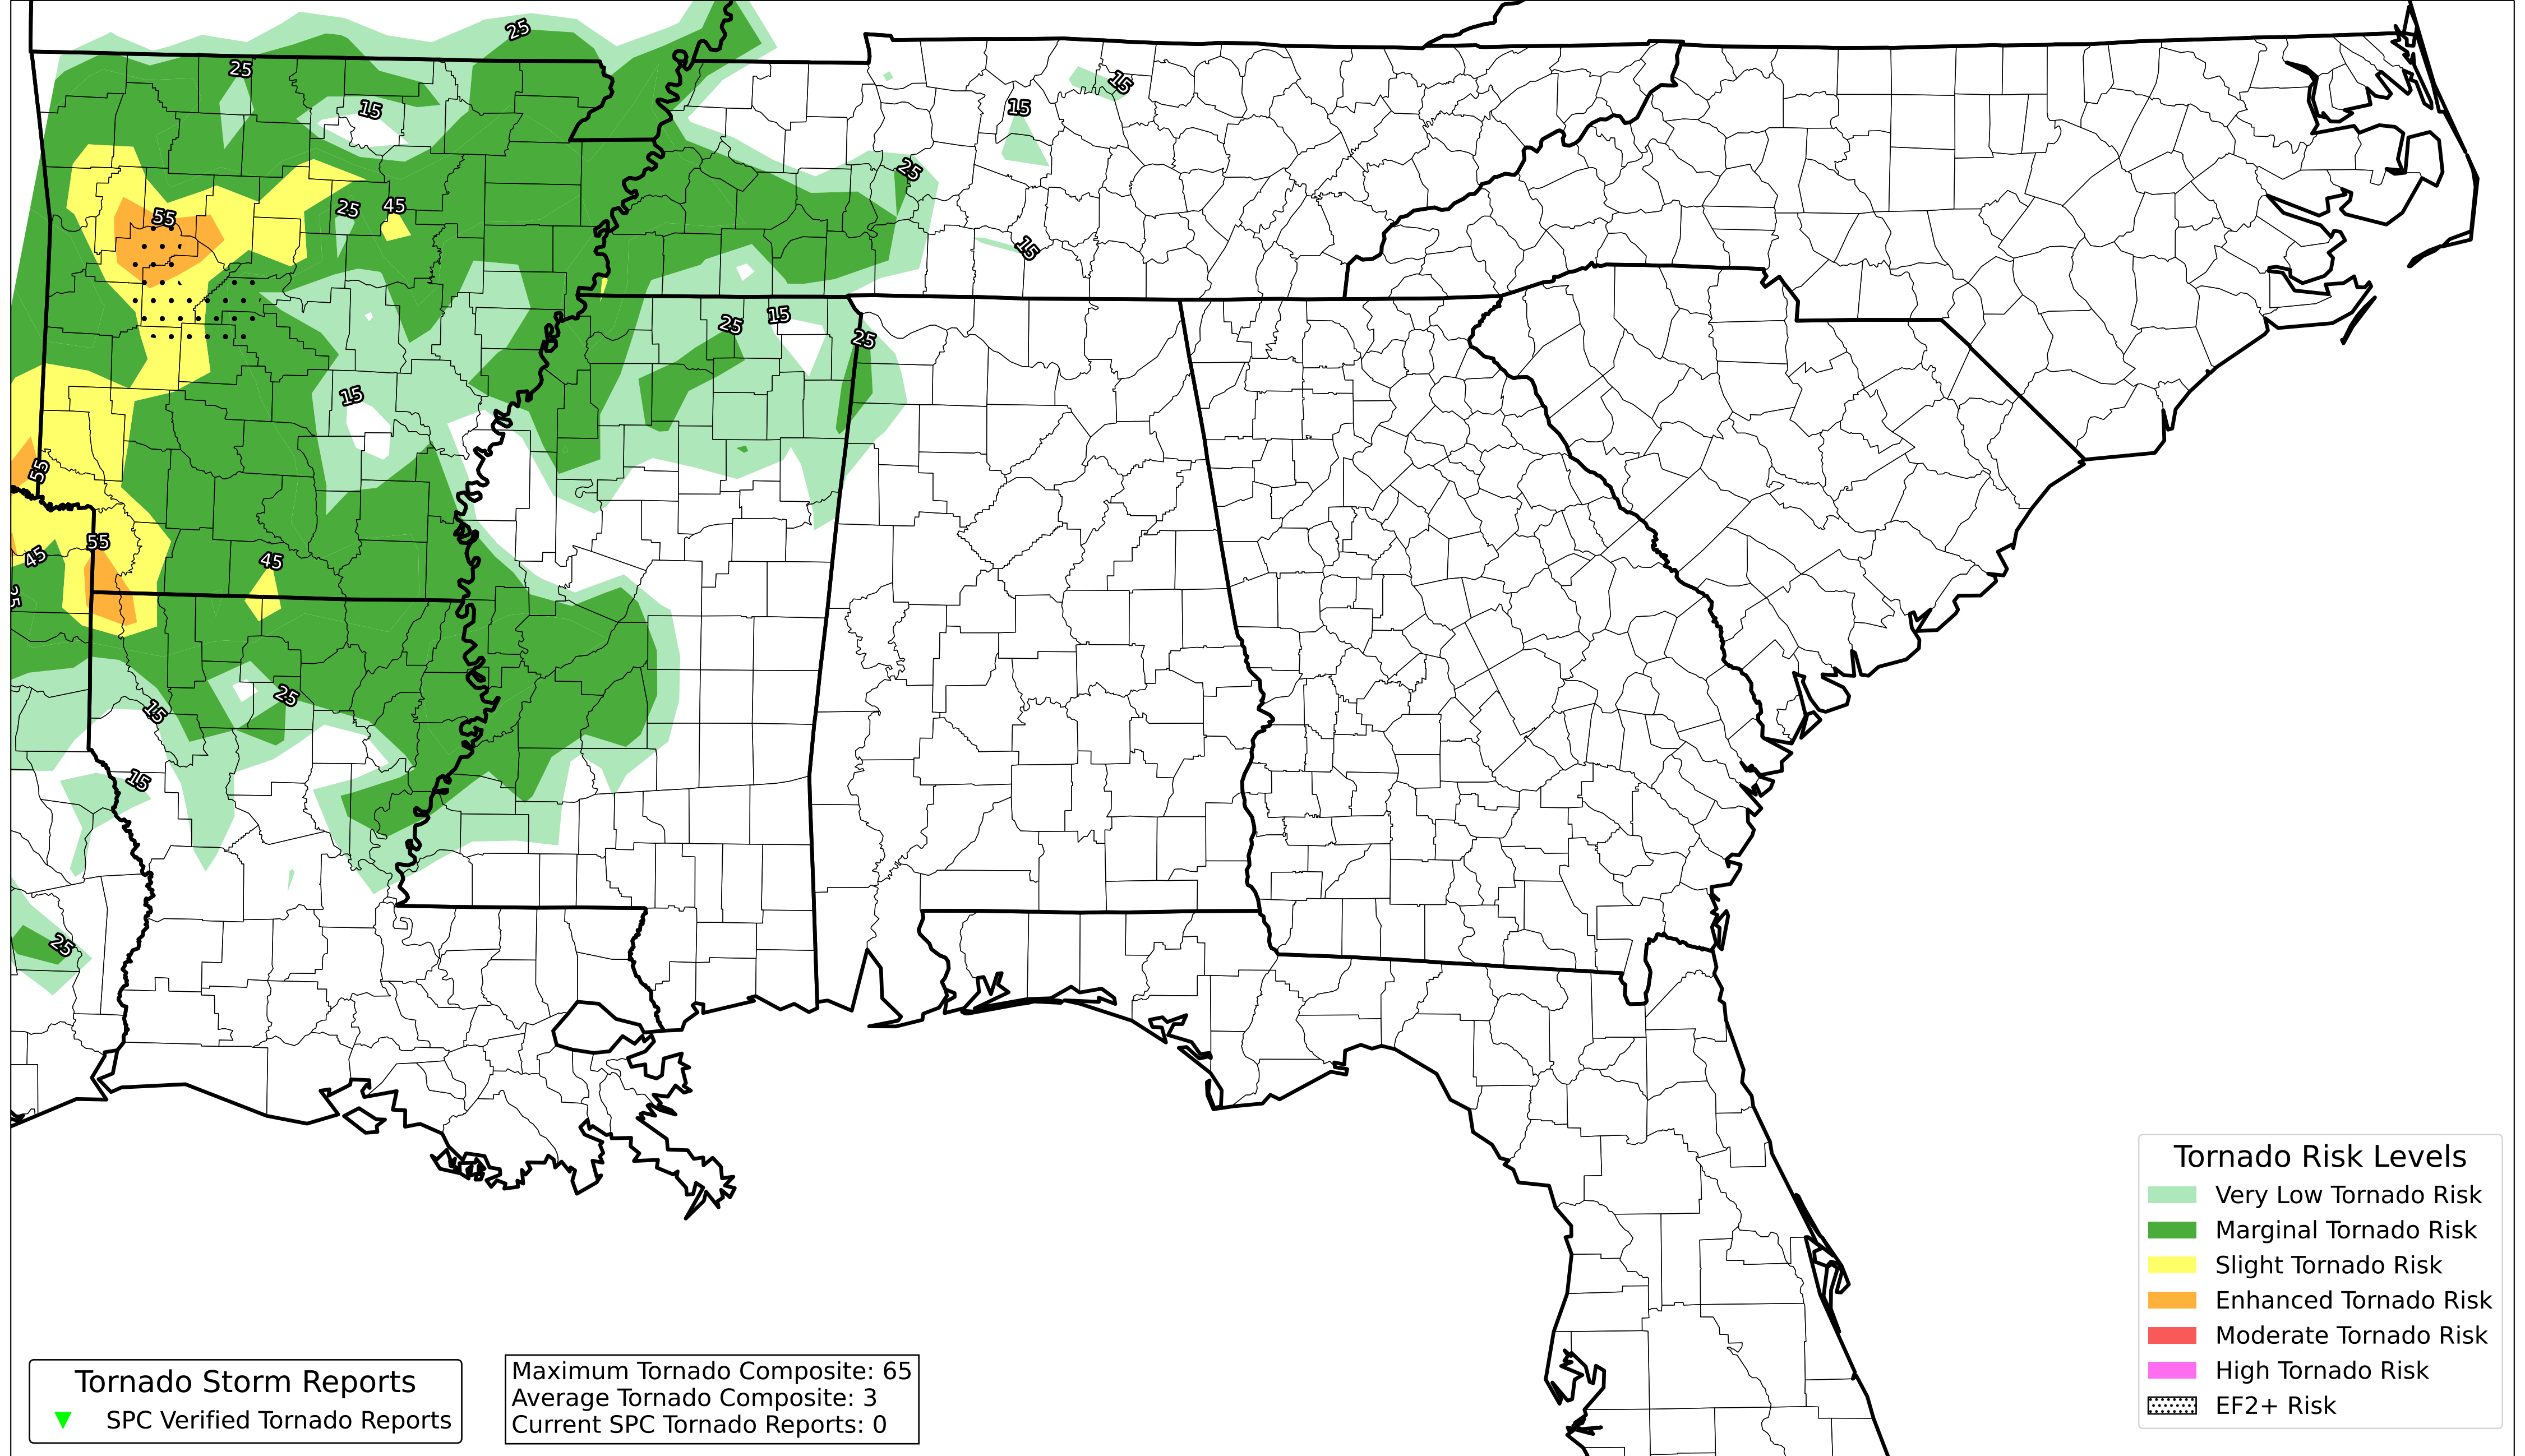 25
25
15
15
15
25
55
25
45
15
25
15
25
15
55
55
45
45
25
25
15
15
25
Tornado Risk Levels
Very Low Tornado Risk
Marginal Tornado Risk
Slight Tornado Risk
Enhanced Tornado Risk
Moderate Tornado Risk
High Tornado Risk
EF2+ Risk
Tornado Storm Reports
SPC Verified Tornado Reports
Maximum Tornado Composite: 65
Average Tornado Composite: 3
Current SPC Tornado Reports: 0